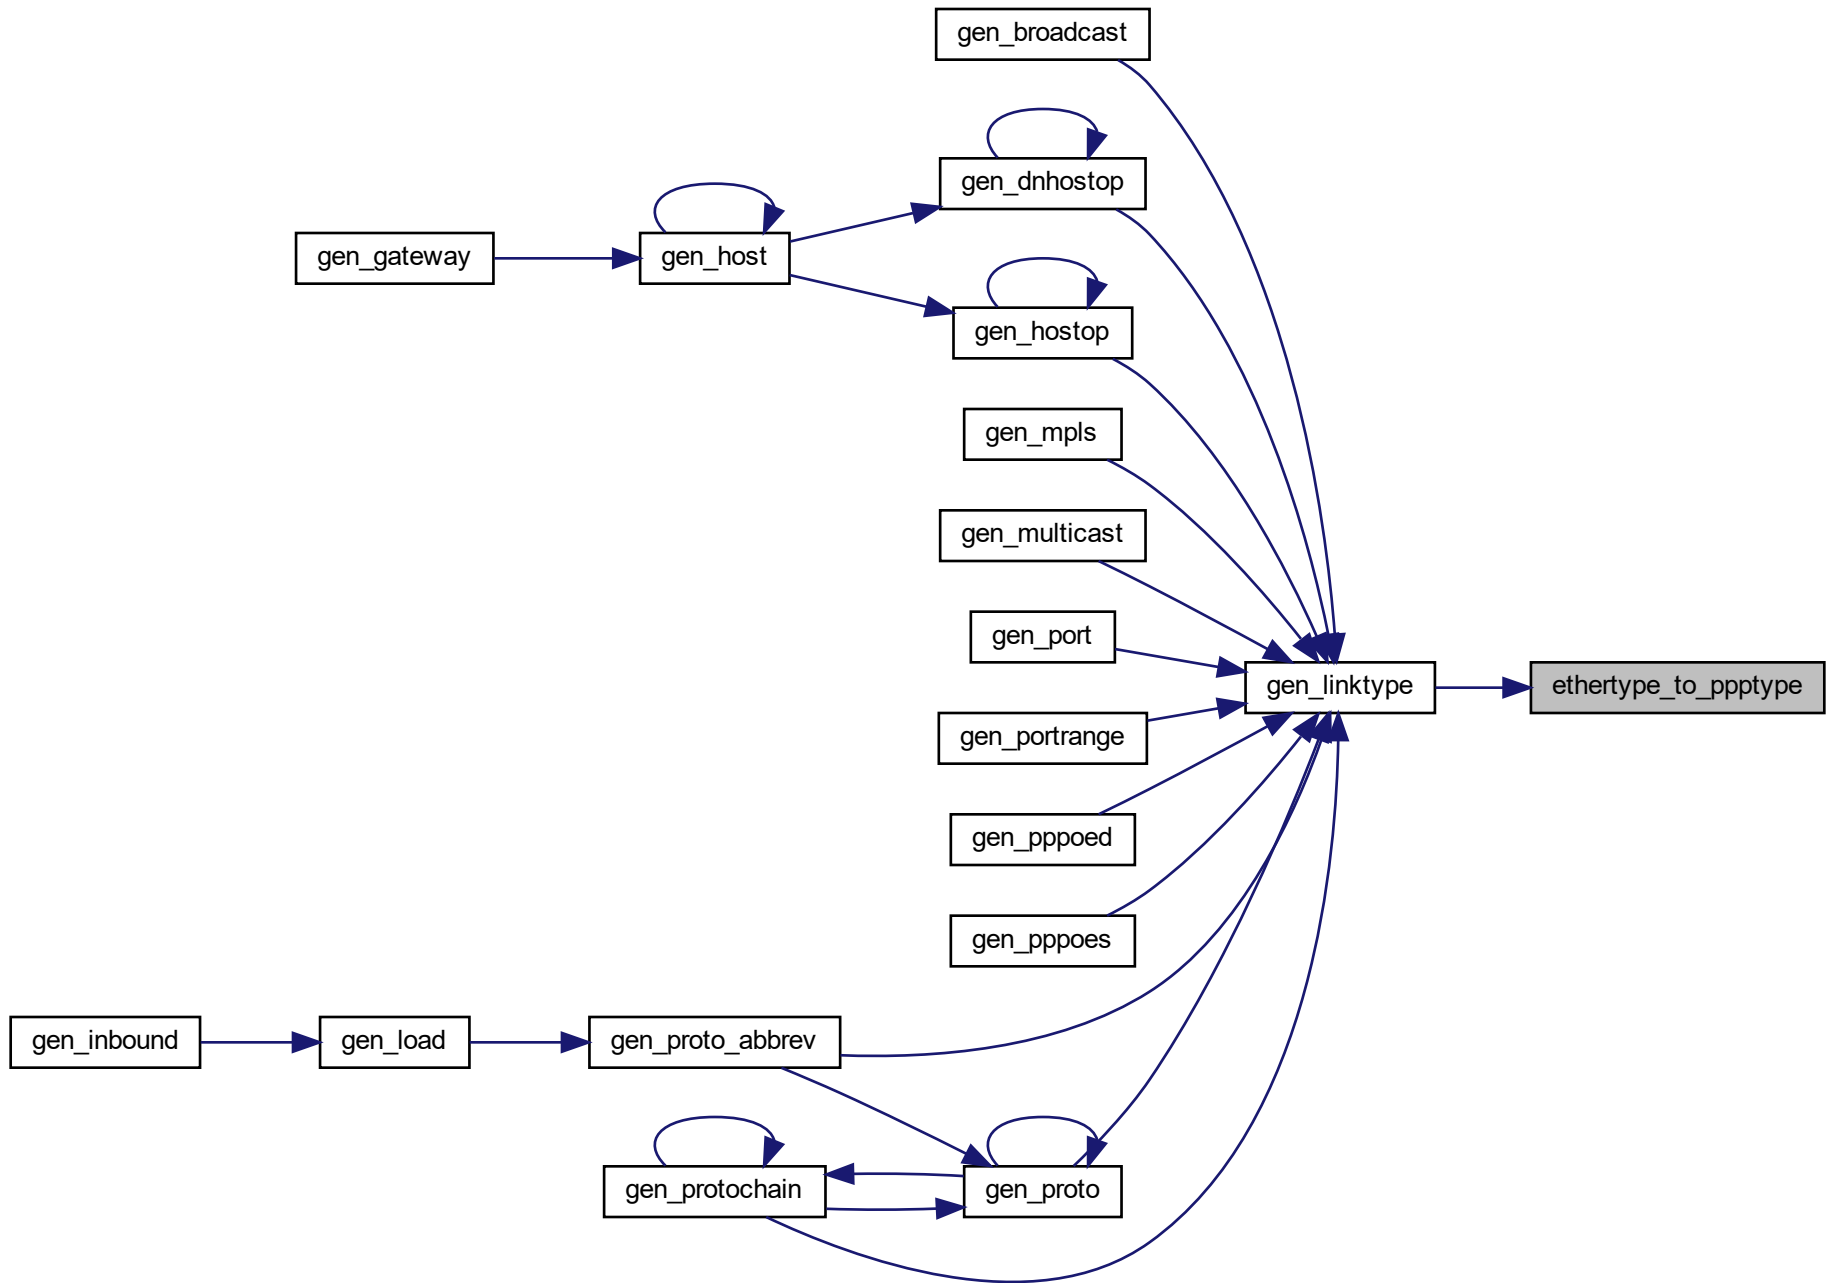 gen_broadcast
gen_dnhostop
gen_gateway
gen_host
gen_hostop
gen_mpls
gen_multicast
gen_port
gen_linktype
ethertype_to_ppptype
gen_portrange
gen_pppoed
gen_pppoes
gen_inbound
gen_load
gen_proto_abbrev
gen_protochain
gen_proto